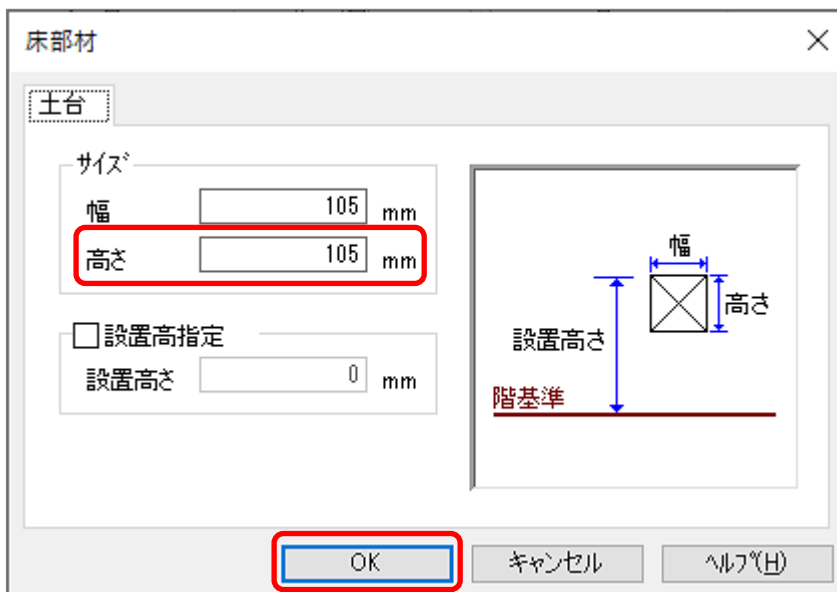 床部材
土台
サイズ
幅 105 mm
高さ 105 mm
設置高指定
設置高さ 0 mm
幅
高さ
設置高さ
階基準
OK キャンセル ヘルプ(H)